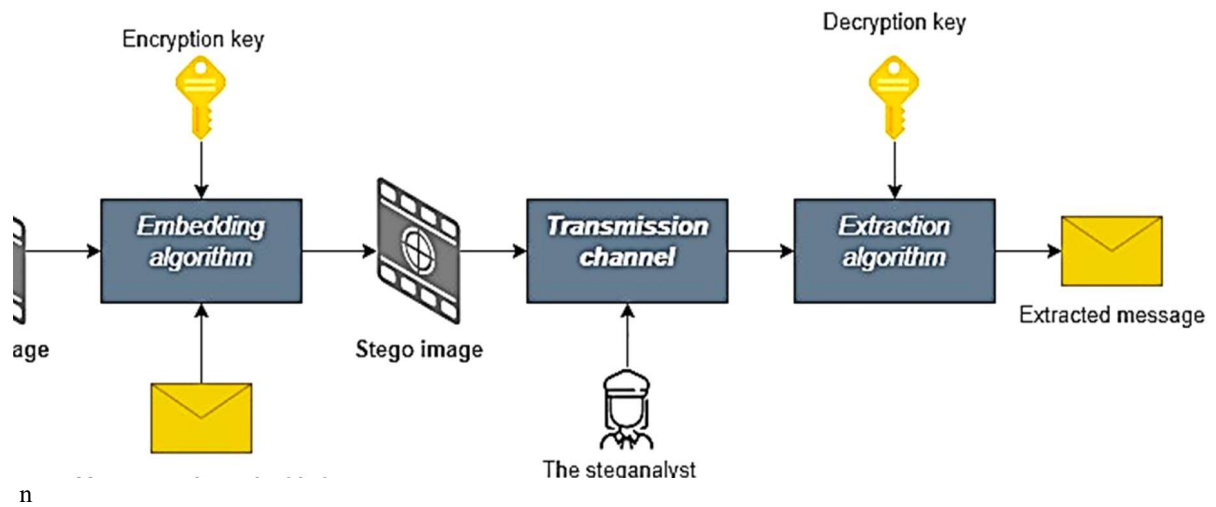 Encryption key
Decryption key
Embedding
algorithm
Transmission
channel
Extraction
algorithm
Extracted message
age
Stego image
The steganalyst
n